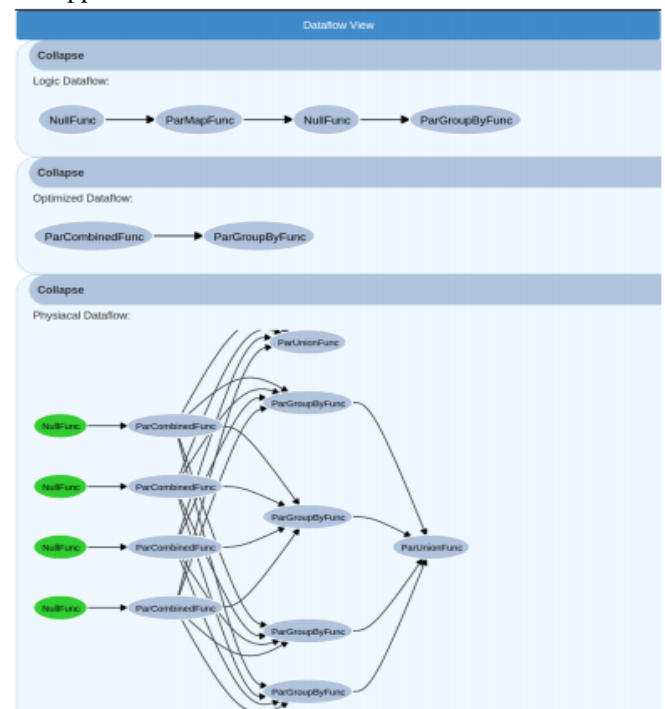 Dataflow View
Collapse
Logic Dataflow:
NullFunc ParMapFunc NullFunc ParGroupByFunc
Collapse
Optimized Dataflow:
ParCombinedFunc ParGroupByFunc
Collapse
Physiacal Dataflow:
ParUnionFunc
ParGroupByFunc
NullFunc ParCombinedFunc
NullFunc ParCombinedFunc
ParGroupByFunc
NullFunc ParCombinedFunc ParUnionFunc
NullFunc ParCombinedFunc
ParGroupByFunc
ParGroupByFunc